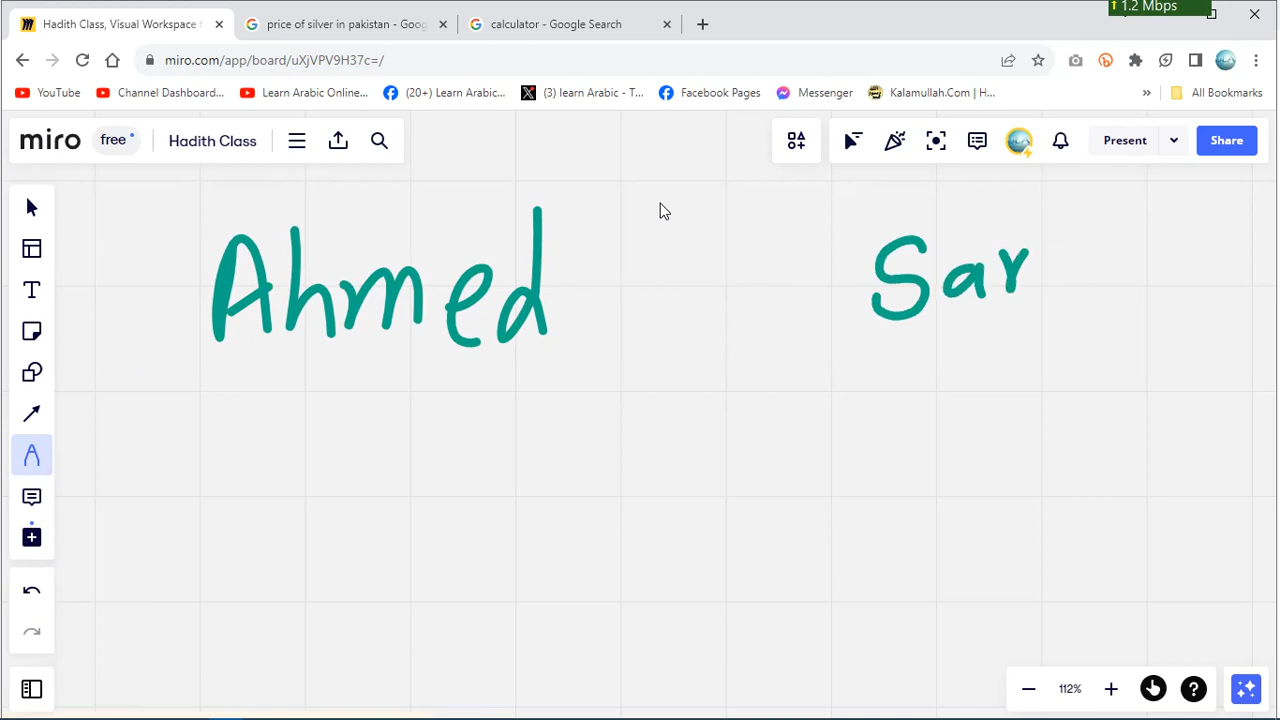 1.2 Mbps
Hadith Class, Visual Workspace f
price of silver in pakistan - Goog
calculator - Google Search
miro.com/app/board/uXjVPV9H37c=/
YouTube
Channel Dashboard...
Learn Arabic Online...
(20+) Learn Arabic...
(3) learn Arabic - T...
Facebook Pages
Messenger
Kalamullah.Com | H...
All Bookmarks
miro free Hadith Class
Present
Share
Ahmed Sar
112%